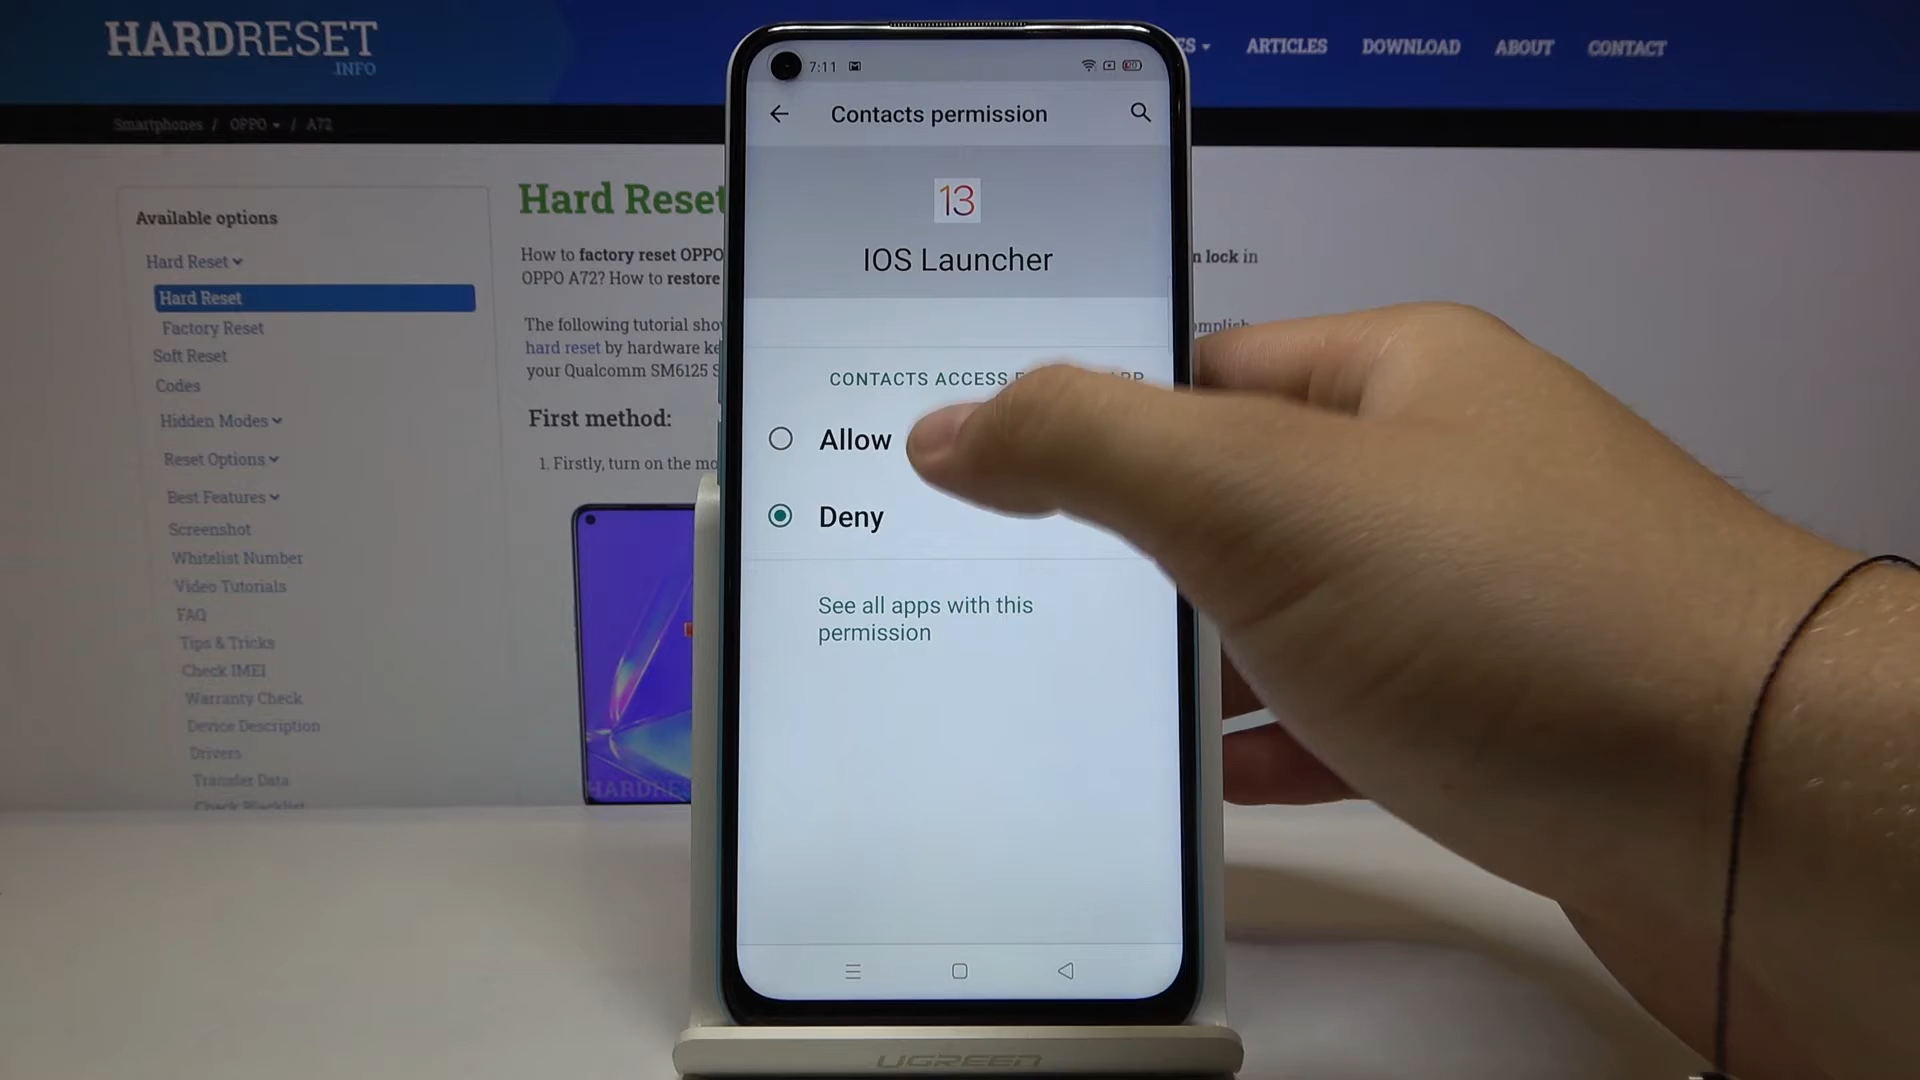 HARDRESET
.INFO
ARTICLES
DOWNLOAD
ABOUT
CONTACT
Smartphones / OPPO / A72
Available options
Hard Reset
Hard Reset
Factory Reset
Soft Reset
Codes
Hidden Modes
Reset Options
Best Features
Screenshot
Whitelist Number
Video Tutorials
FAQ
Tips & Tricks
Check IMEI
Warranty Check
Device Description
Drivers
Transfer Data
Check Blacklist
Hard Reset
How to factory reset OPPO
OPPO A72? How to restore
lock in
The following tutorial
hard reset by hardware
your Qualcomm SM6125
First method:
1. Firstly, turn on the
7:11
Contacts permission
13
IOS Launcher
CONTACTS ACCESS
Allow
Deny
See all apps with this
permission
UGREEN